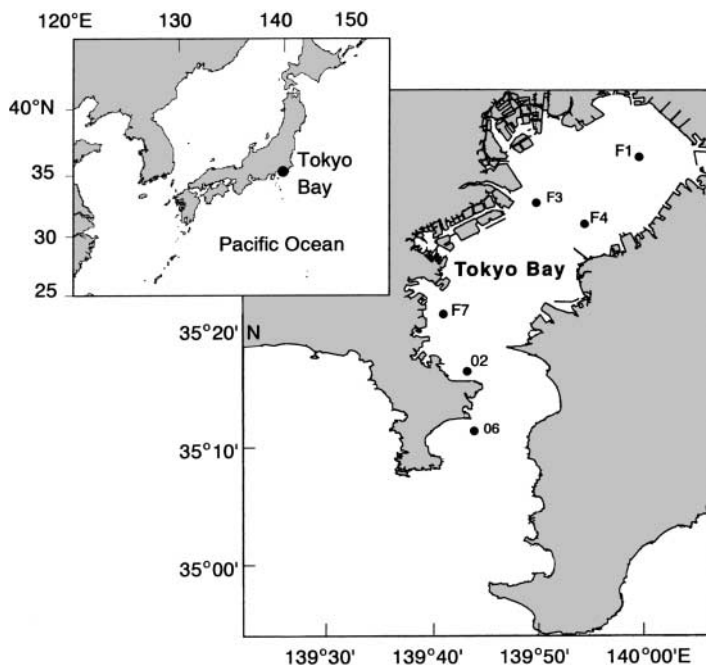 120°E 130 140 150
40°N
35
30
25
Tokyo
Bay
Pacific Ocean
F1
F3
F4
Tokyo Bay
F7
02
06
35°20' N
35°10'
35°00'
139°30' 139°40' 139°50' 140°00'E